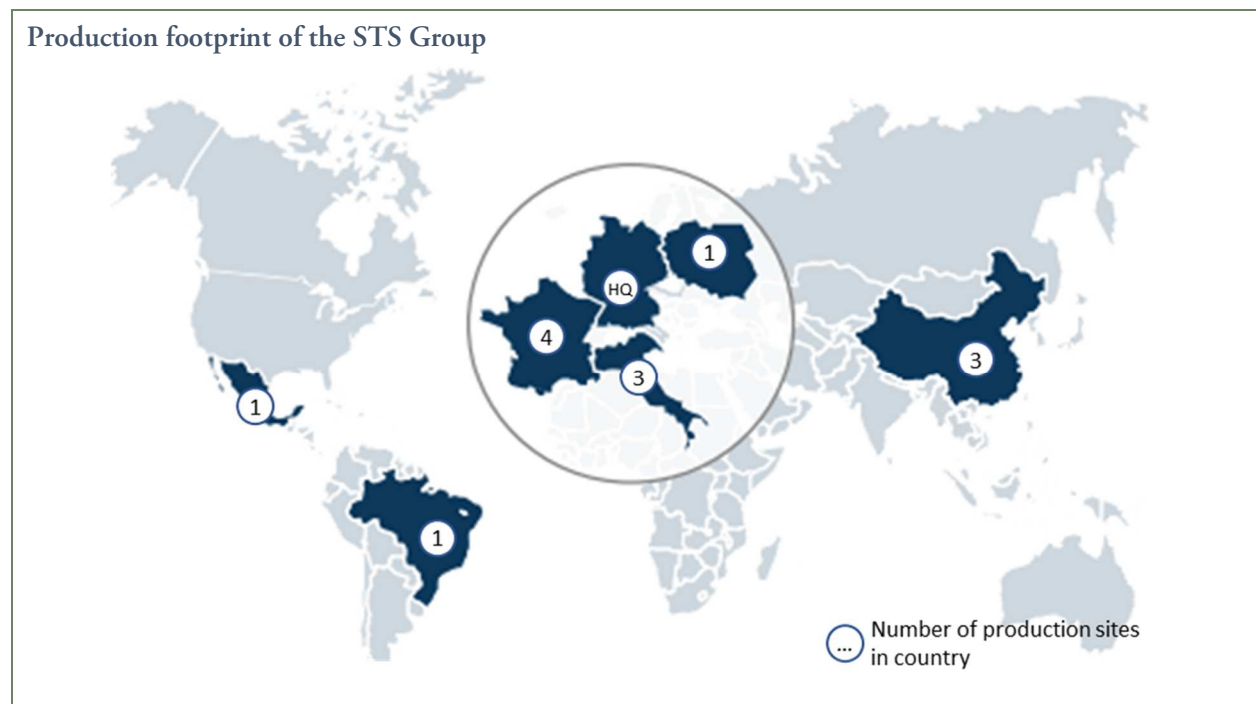 Production footprint of the STS Group
1
HQ
4
3
1
3
1
1
...
Number of production sites
in country